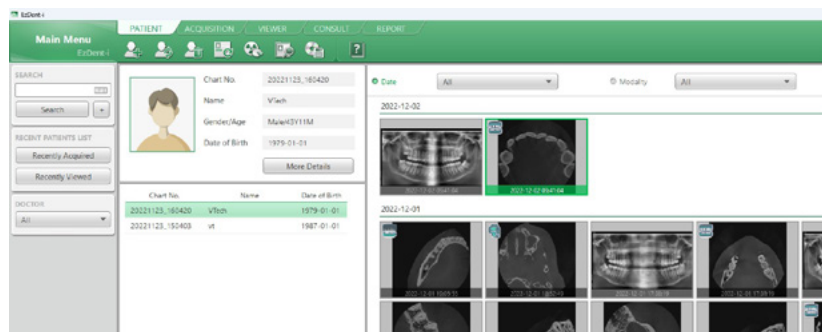 EzDent-i
Main Menu
EzDent-i
PATIENT
ACQUISITION
VIEWER
CONSULT
REPORT
?
SEARCH
Search
RECENT PATIENTS LIST
Recently Acquired
Recently Viewed
DOCTOR
All
Chart No.
20221123_160420
Name
VTech
Gender/Age
Male/43Y11M
Date of Birth
1979-01-01
More Details
Chart No. Name Date of Birth
20221123_160420 VTech 1979-01-01
20221123_150403 vt 1987-01-01
Date
All
Modality
All
2022-12-02
2022-12-01